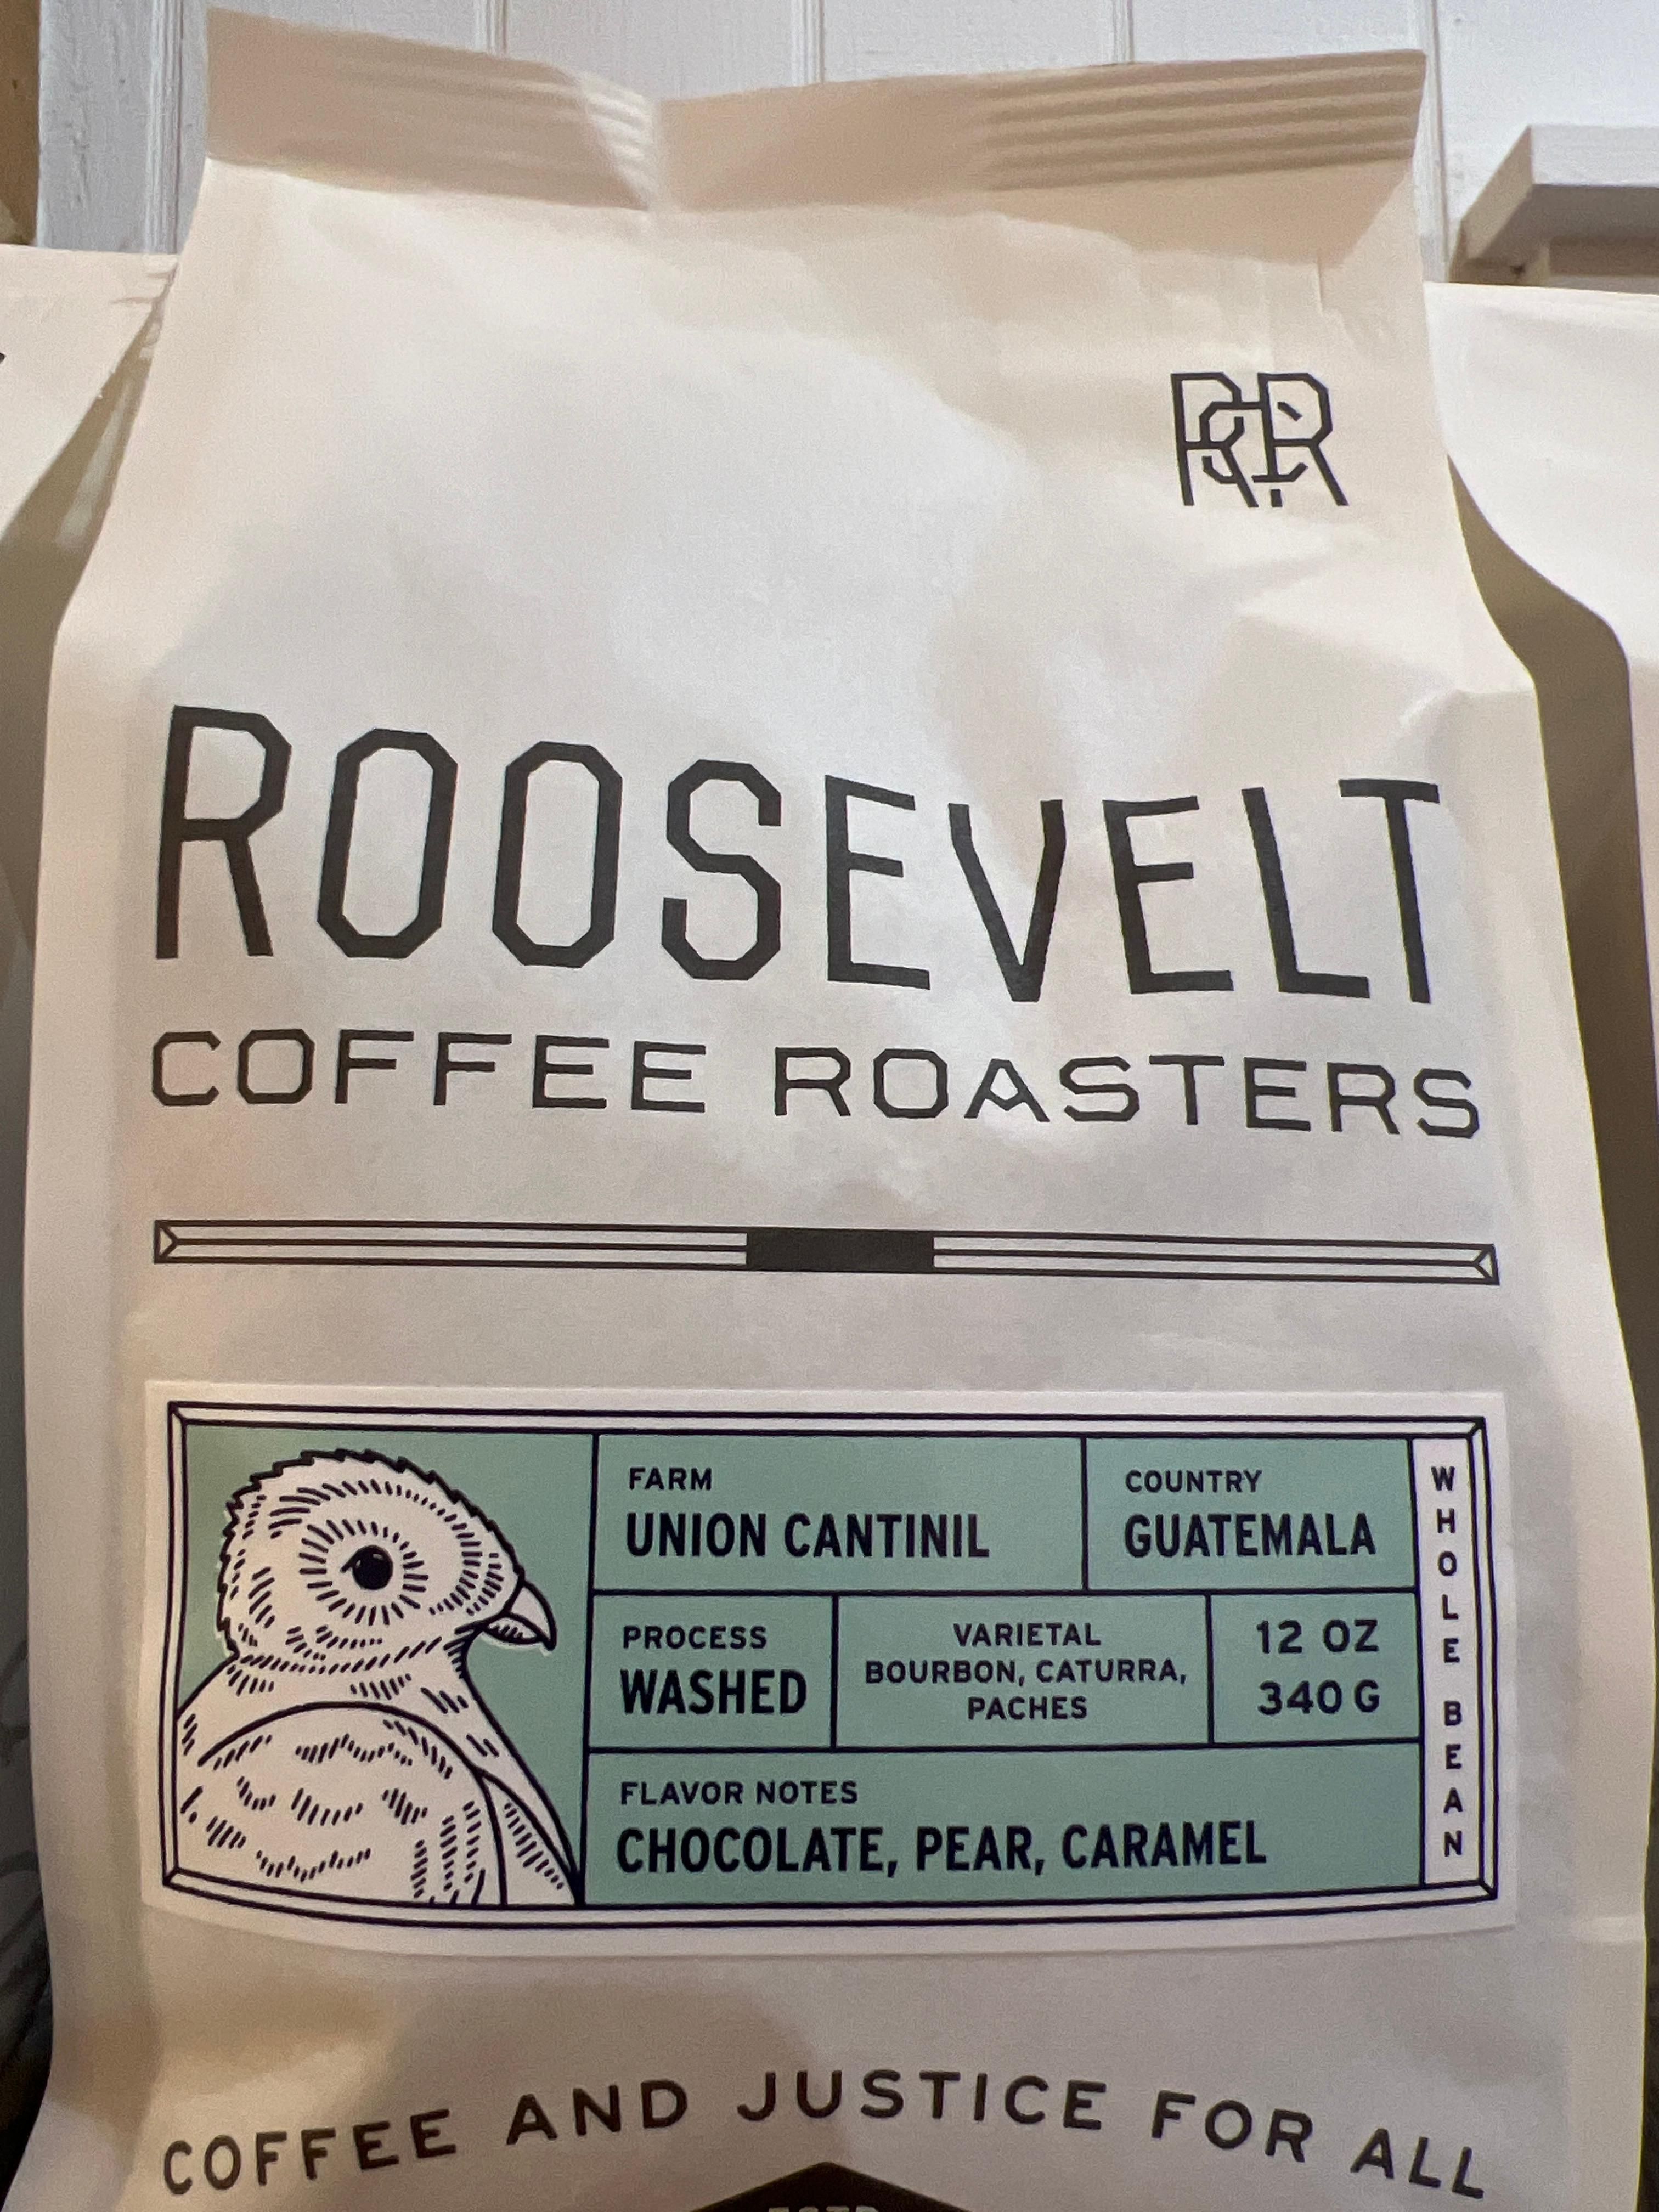 RCR
ROOSEVELT
COFFEE ROASTERS
FARM
UNION CANTINIL
COUNTRY
GUATEMALA
PROCESS
WASHED
VARIETAL
BOURBON, CATURRA,
PACHES
12 OZ
340 G
FLAVOR NOTES
CHOCOLATE, PEAR, CARAMEL
WHOLE BEAN
COFFEE AND JUSTICE FOR ALL